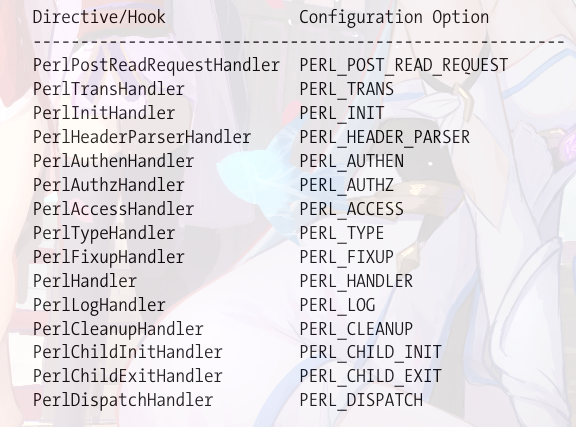 Directive/Hook Configuration Option
--------------------------------------------------------
PerlPostReadRequestHandler PERL_POST_READ_REQUEST
PerlTransHandler PERL_TRANS
PerlInitHandler PERL_INIT
PerlHeaderParserHandler PERL_HEADER_PARSER
PerlAuthenHandler PERL_AUTHEN
PerlAuthzHandler PERL_AUTHZ
PerlAccessHandler PERL_ACCESS
PerlTypeHandler PERL_TYPE
PerlFixupHandler PERL_FIXUP
PerlHandler PERL_HANDLER
PerlLogHandler PERL_LOG
PerlCleanupHandler PERL_CLEANUP
PerlChildInitHandler PERL_CHILD_INIT
PerlChildExitHandler PERL_CHILD_EXIT
PerlDispatchHandler PERL_DISPATCH